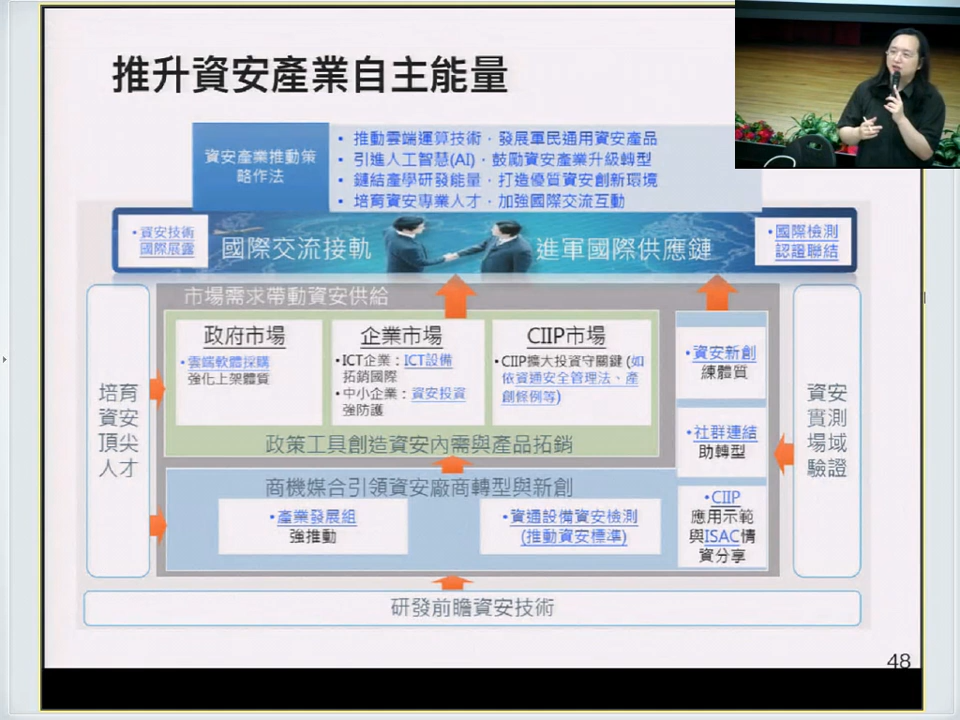 推升資安產業自主能量
資安產業推動策
略作法
• 推動雲端運算技術，發展軍民通用資安產品
• 引進人工智慧(AI)，鼓勵資安產業升級轉型
• 鏈結產學研發能量，打造優質資安創新環境
• 培育資安專業人才，加強國際交流互動
•資安技術
國際展露
國際交流接軌
進軍國際供應鏈
•國際檢測
認證聯結
市場需求帶動資安供給
政府市場
•雲端軟體採購
強化上架體質
企業市場
•ICT企業：ICT設備
拓銷國際
•中小企業：資安投資
強防護
CIIP市場
•CIIP擴大投資守關鍵 (如
依資通安全管理法、產
創條例等)
政策工具創造資安內需與產品拓銷
•資安新創
練體質
•社群連結
助轉型
•CIIP
應用示範
與ISAC情
資分享
培育
資安
頂尖
人才
資安
實測
場域
驗證
商機媒合引領資安廠商轉型與新創
•產業發展組
強推動
•資通設備資安檢測
(推動資安標準)
研發前瞻資安技術
48